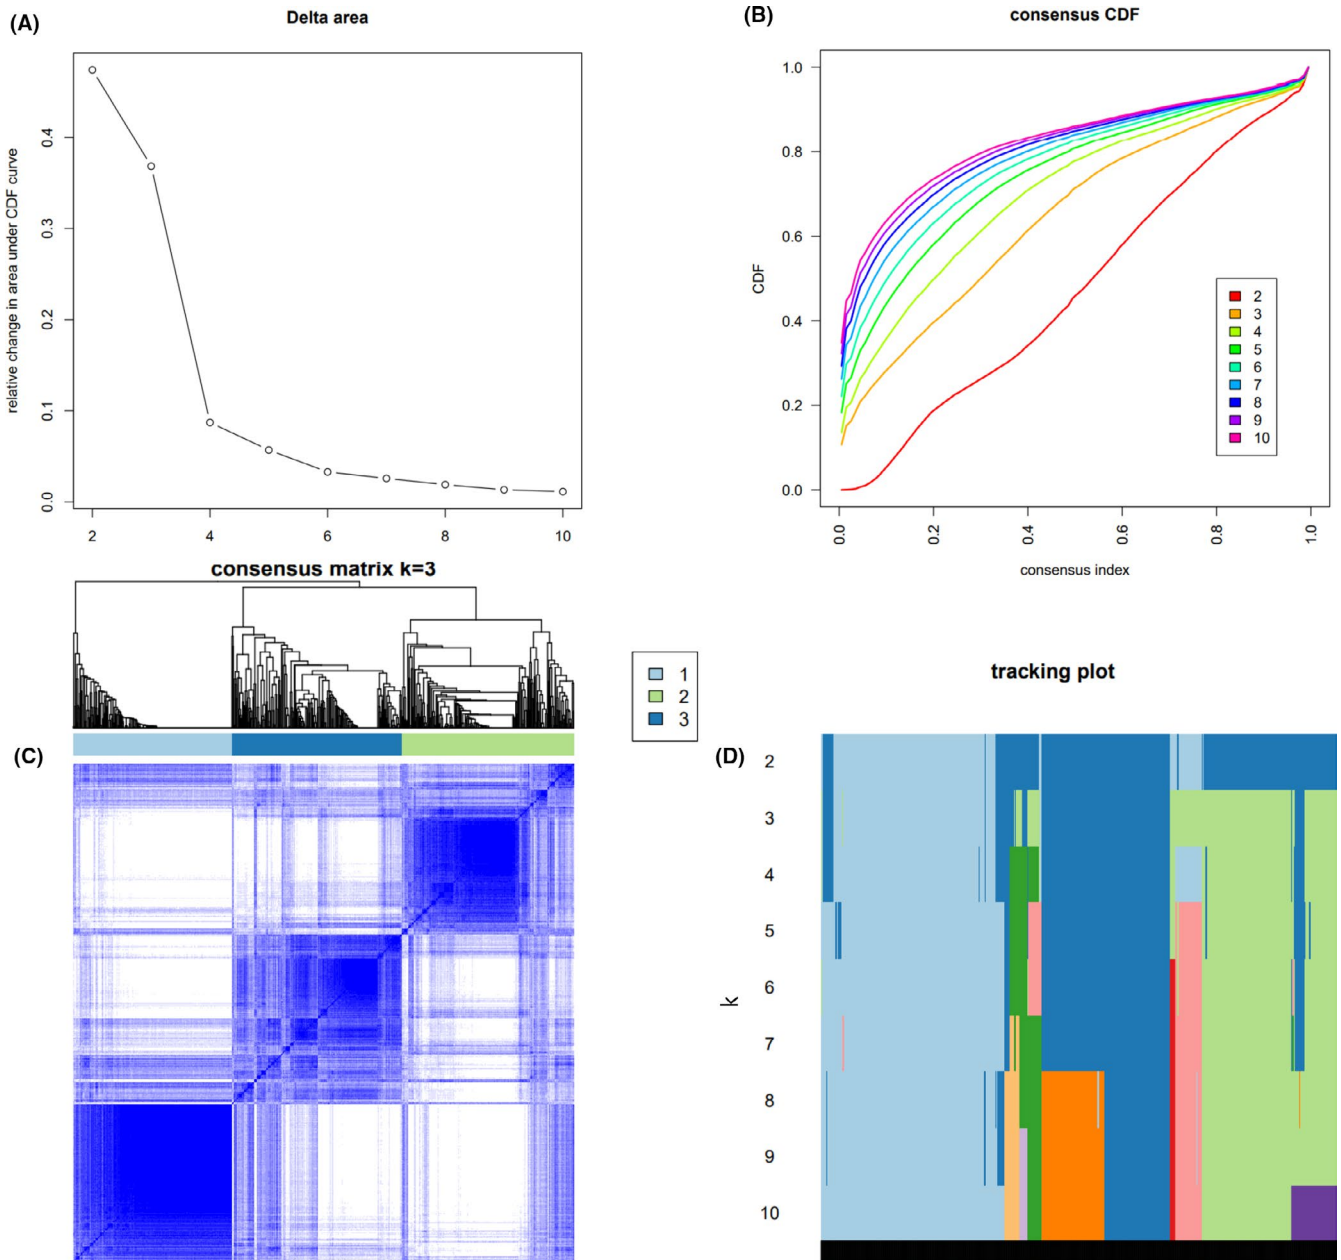 (A)
Delta area
relative change in area under CDF curve
0.4
0.3
0.2
0.1
0.0
2 4 6 8 10
(B)
consensus CDF
CDF
1.0
0.8
0.6
0.4
0.2
0.0
2
3
4
5
6
7
8
9
10
0.0 0.2 0.4 0.6 0.8 1.0
consensus index
consensus matrix k=3
1
2
3
(C)
tracking plot
(D)
k
2
3
4
5
6
7
8
9
10